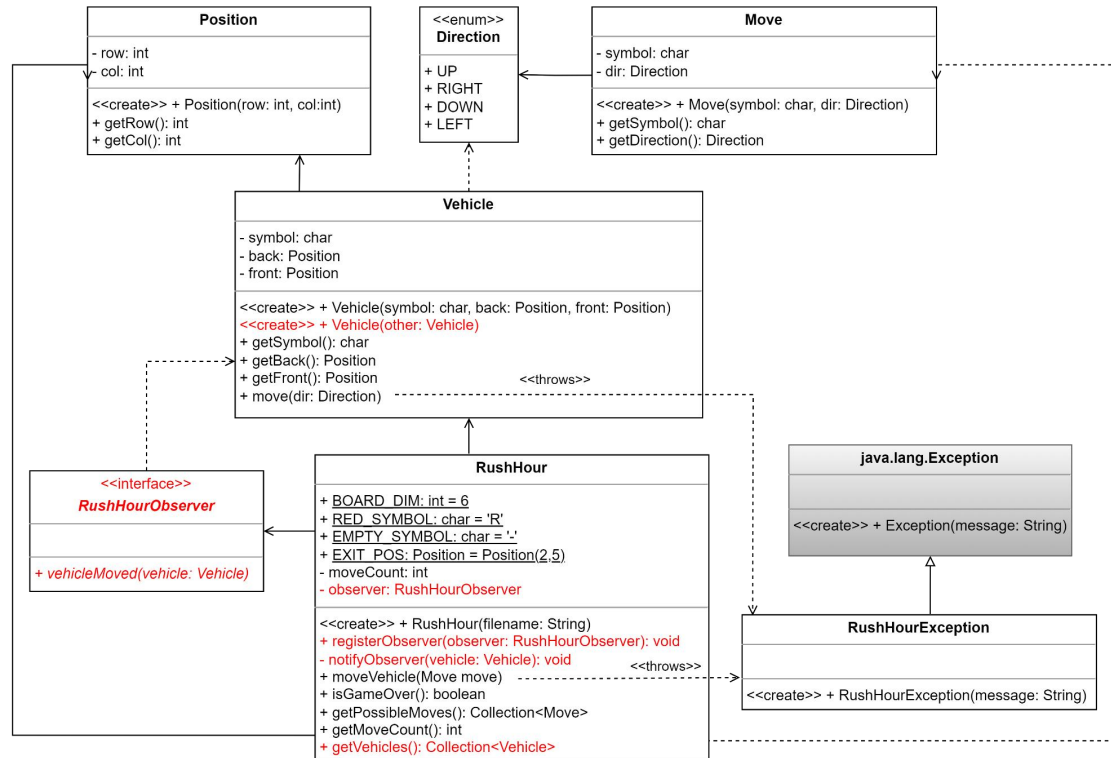 Position
- row: int
- col: int
<<create>> + Position(row: int, col:int)
+ getRow(): int
+ getCol(): int
<<enum>>
Direction
+ UP
+ RIGHT
+ DOWN
+ LEFT
Move
- symbol: char
- dir: Direction
<<create>> + Move(symbol: char, dir: Direction)
+ getSymbol(): char
+ getDirection(): Direction
Vehicle
- symbol: char
- back: Position
- front: Position
<<create>> + Vehicle(symbol: char, back: Position, front: Position)
<<create>> + Vehicle(other: Vehicle)
+ getSymbol(): char
+ getBack(): Position
+ getFront(): Position
+ move(dir: Direction)
<<throws>>
<<interface>>
RushHourObserver
+ vehicleMoved(vehicle: Vehicle)
RushHour
+ BOARD_DIM: int = 6
+ RED_SYMBOL: char = 'R'
+ EMPTY_SYMBOL: char = '-'
+ EXIT_POS: Position = Position(2,5)
- moveCount: int
- observer: RushHourObserver
<<create>> + RushHour(filename: String)
+ registerObserver(observer: RushHourObserver): void
- notifyObserver(vehicle: Vehicle): void
+ moveVehicle(Move move)
+ isGameOver(): boolean
+ getPossibleMoves(): Collection<Move>
+ getMoveCount(): int
+ getVehicles(): Collection<Vehicle>
<<throws>>
java.lang.Exception
<<create>> + Exception(message: String)
RushHourException
<<create>> + RushHourException(message: String)